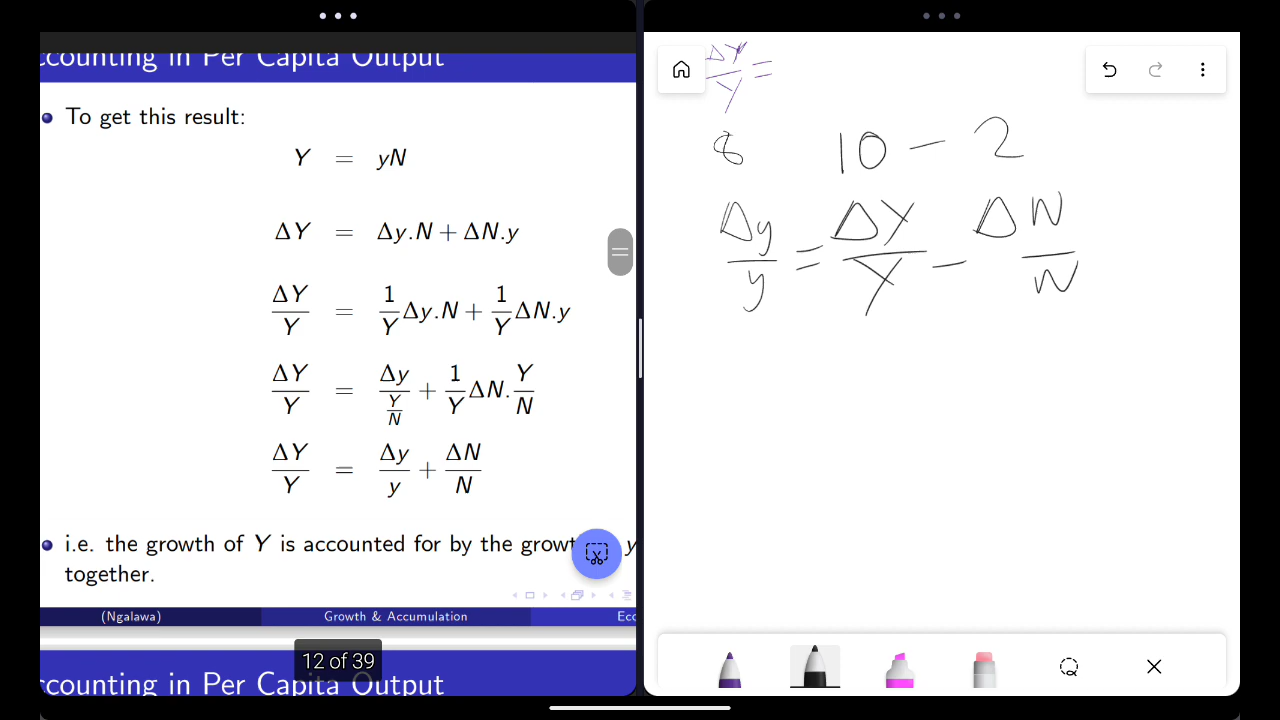 ccounting in Per Capita Output
To get this result:
Y = yN
ΔY = Δy.N + ΔN.y
ΔY/Y = 1/Y Δy.N + 1/Y ΔN.y
ΔY/Y = Δy/(Y/N) + 1/Y ΔN.Y/N
ΔY/Y = Δy/y + ΔN/N
i.e. the growth of Y is accounted for by the growt y
together.
(Ngalawa) Growth & Accumulation Ecc
12 of 39
ccounting in Per Capita Output
ΔY/Y =
8 10 − 2
Δy/y = ΔY/Y − ΔN/N